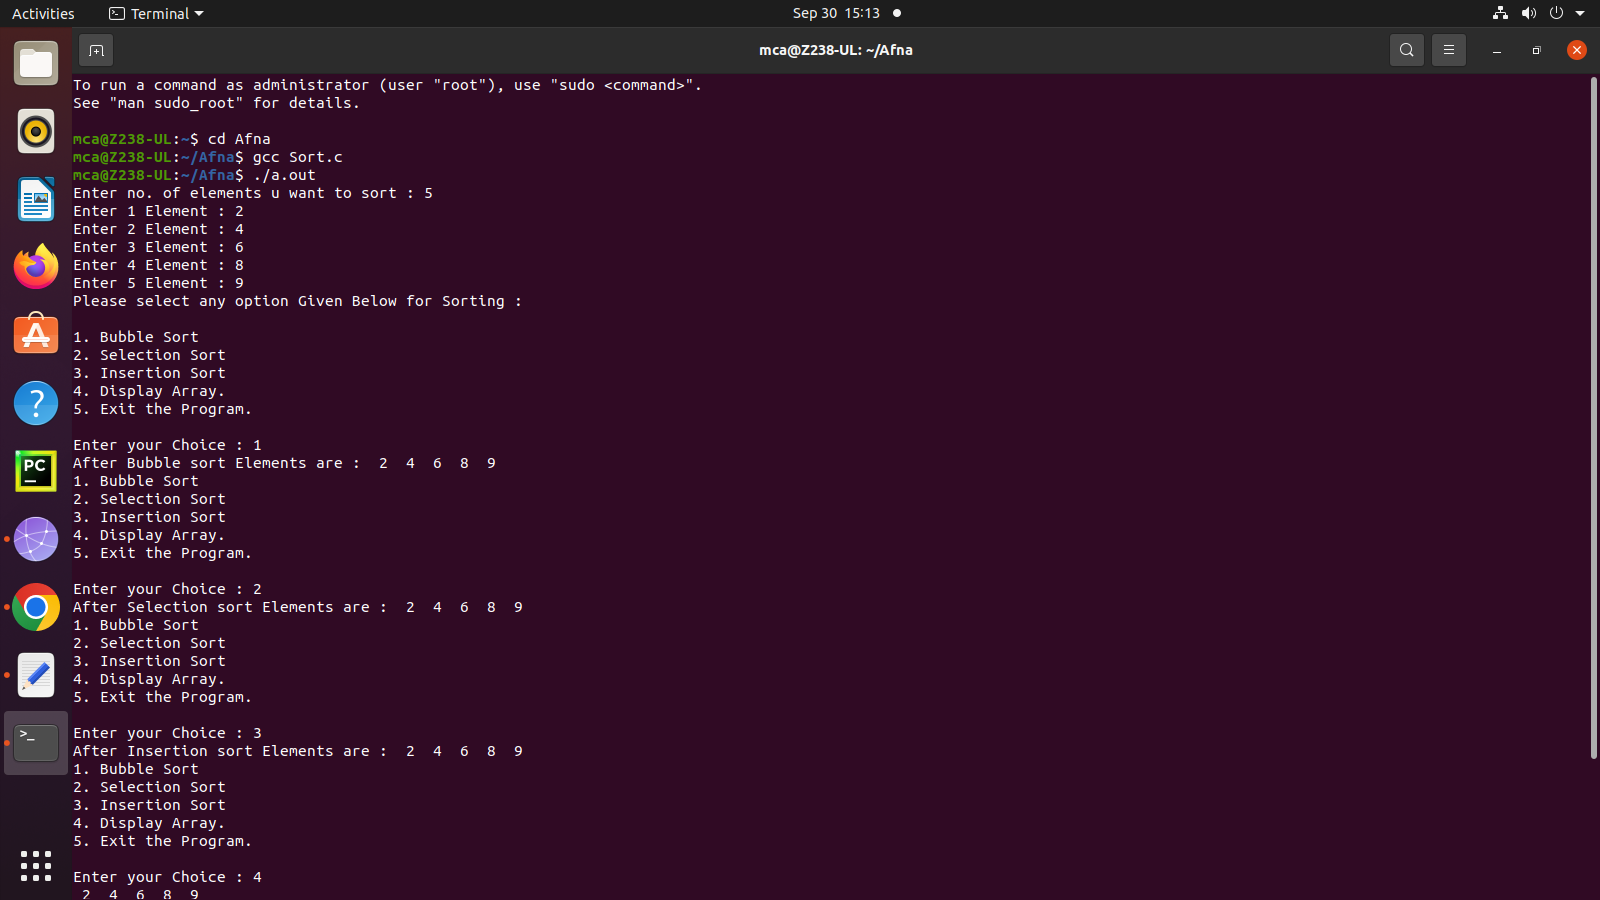 Activities Terminal Sep 30 15:13
mca@Z238-UL: ~/Afna
To run a command as administrator (user "root"), use "sudo <command>".
See "man sudo_root" for details.
mca@Z238-UL:~$ cd Afna
mca@Z238-UL:~/Afna$ gcc Sort.c
mca@Z238-UL:~/Afna$ ./a.out
Enter no. of elements u want to sort : 5
Enter 1 Element : 2
Enter 2 Element : 4
Enter 3 Element : 6
Enter 4 Element : 8
Enter 5 Element : 9
Please select any option Given Below for Sorting :
1. Bubble Sort
2. Selection Sort
3. Insertion Sort
4. Display Array.
5. Exit the Program.
Enter your Choice : 1
After Bubble sort Elements are :  2  4  6  8  9
1. Bubble Sort
2. Selection Sort
3. Insertion Sort
4. Display Array.
5. Exit the Program.
Enter your Choice : 2
After Selection sort Elements are :  2  4  6  8  9
1. Bubble Sort
2. Selection Sort
3. Insertion Sort
4. Display Array.
5. Exit the Program.
Enter your Choice : 3
After Insertion sort Elements are :  2  4  6  8  9
1. Bubble Sort
2. Selection Sort
3. Insertion Sort
4. Display Array.
5. Exit the Program.
Enter your Choice : 4
2  4  6  8  9
PC